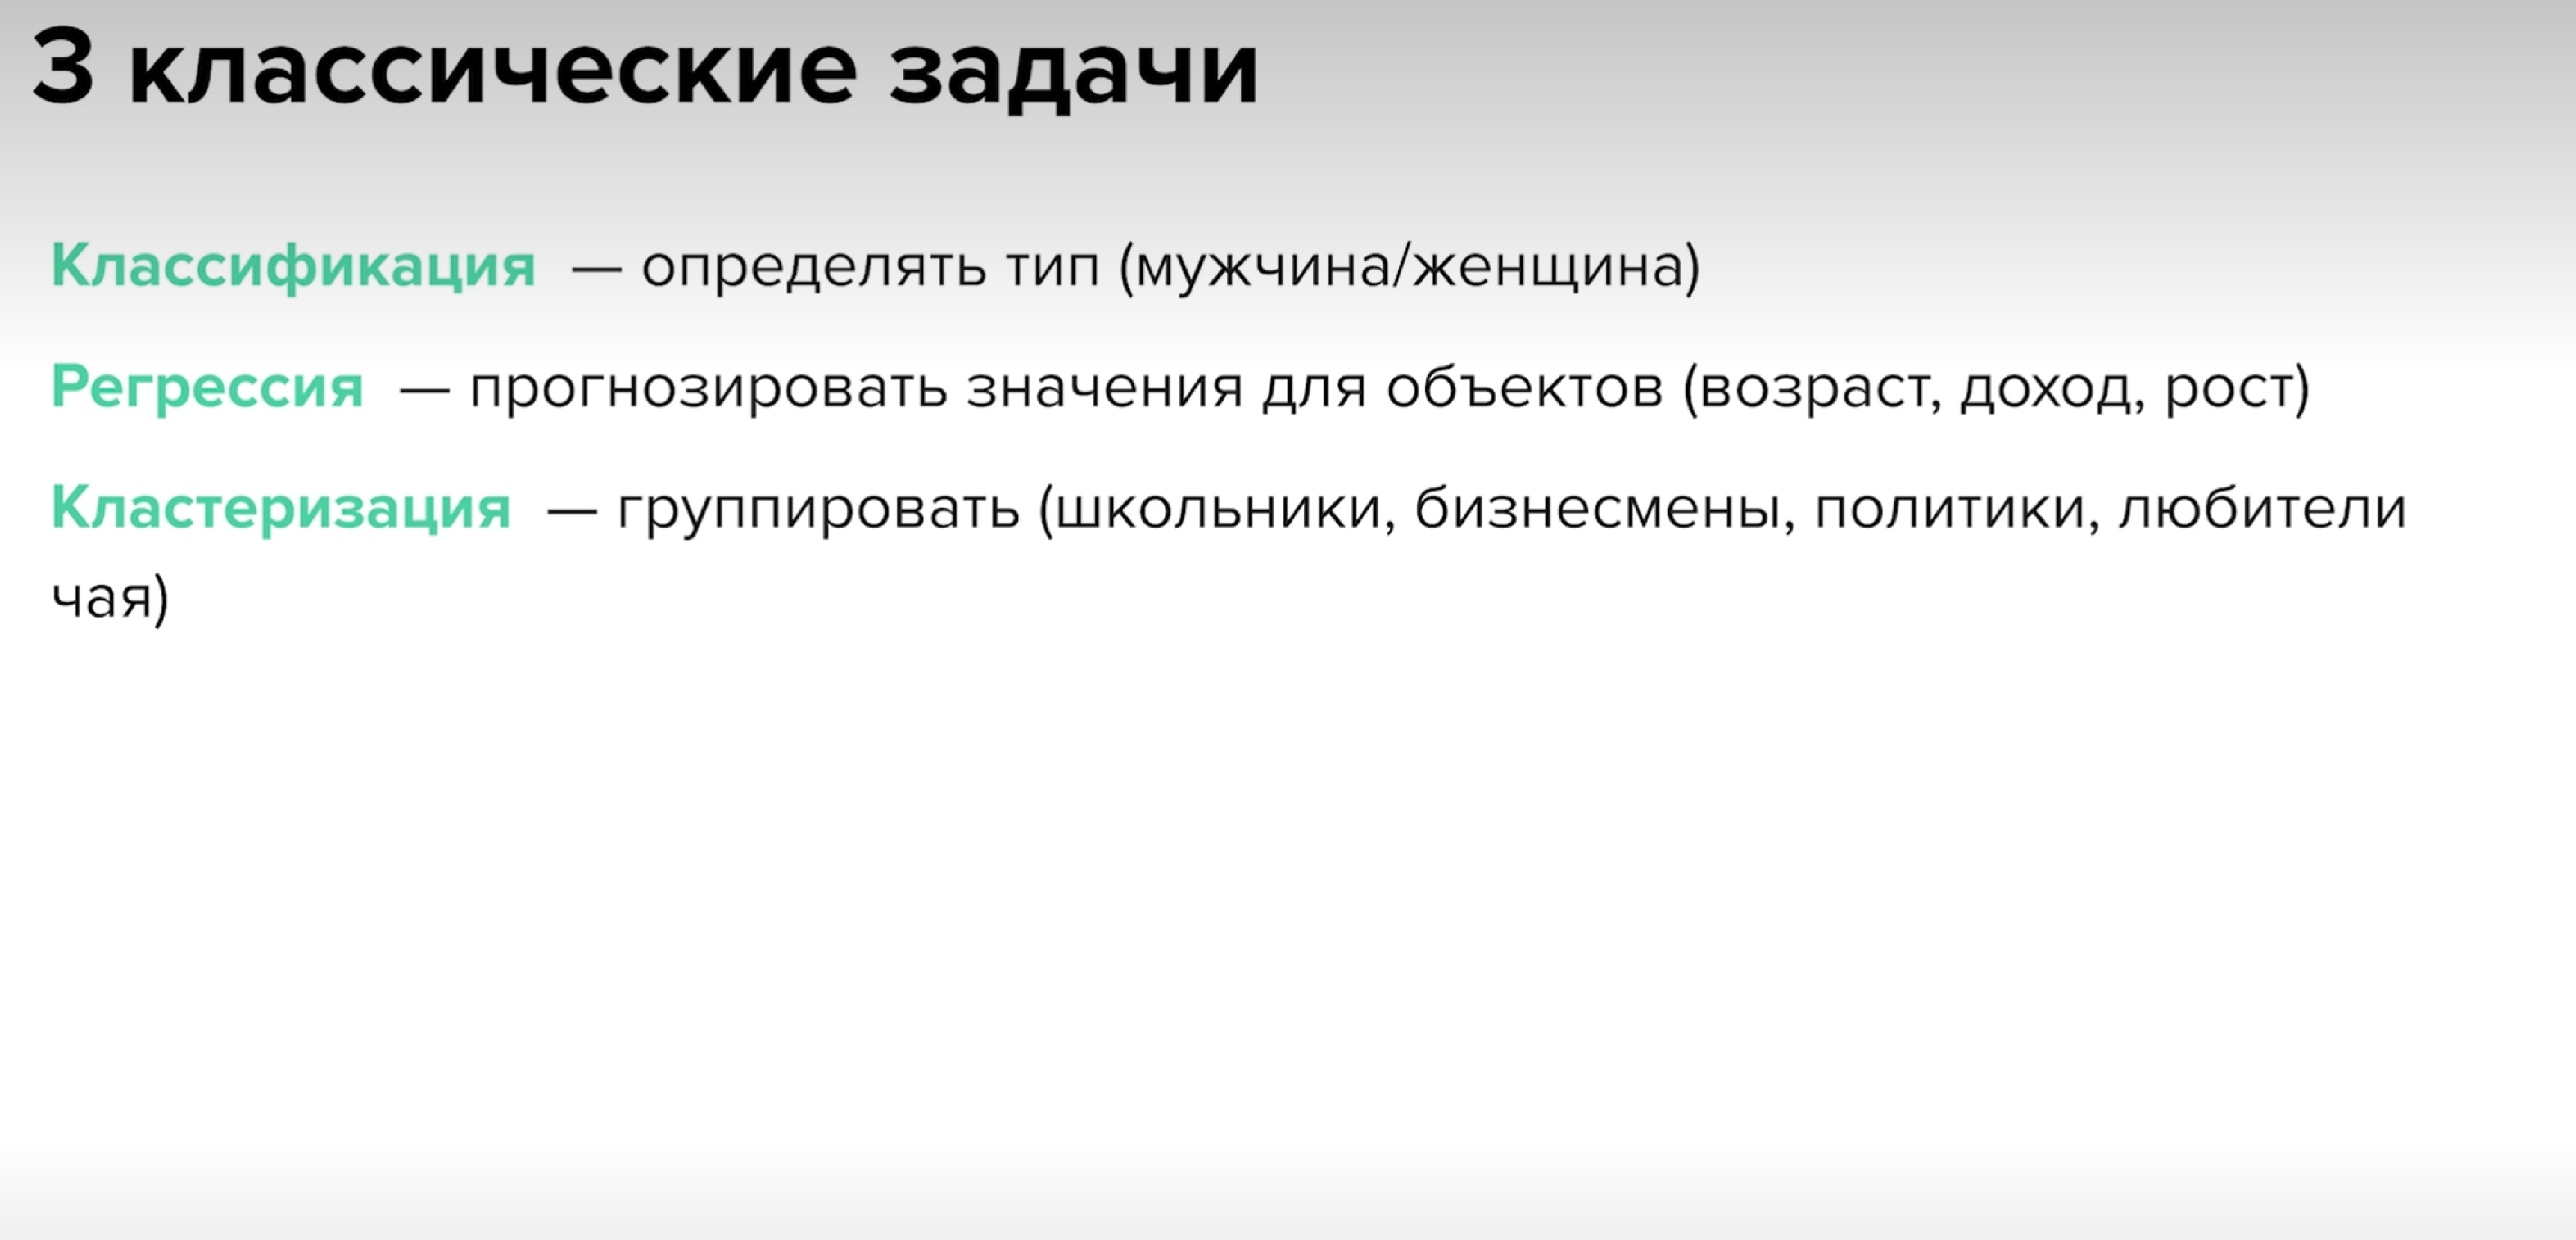 3 классические задачи
Классификация — определять тип (мужчина/женщина)
Регрессия — прогнозировать значения для объектов (возраст, доход, рост)
Кластеризация — группировать (школьники, бизнесмены, политики, любители
чая)